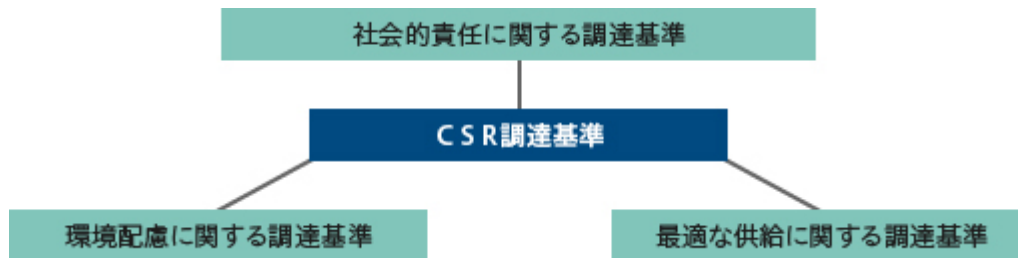 社会的責任に関する調達基準
ＣＳＲ調達基準
環境配慮に関する調達基準
最適な供給に関する調達基準